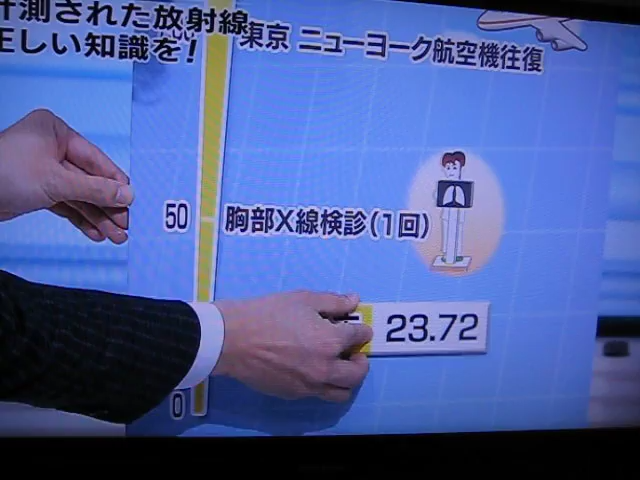 計測された放射線
正しい知識を!
東京 ニューヨーク航空機往復
50
胸部X線検診(1回)
23.72
0